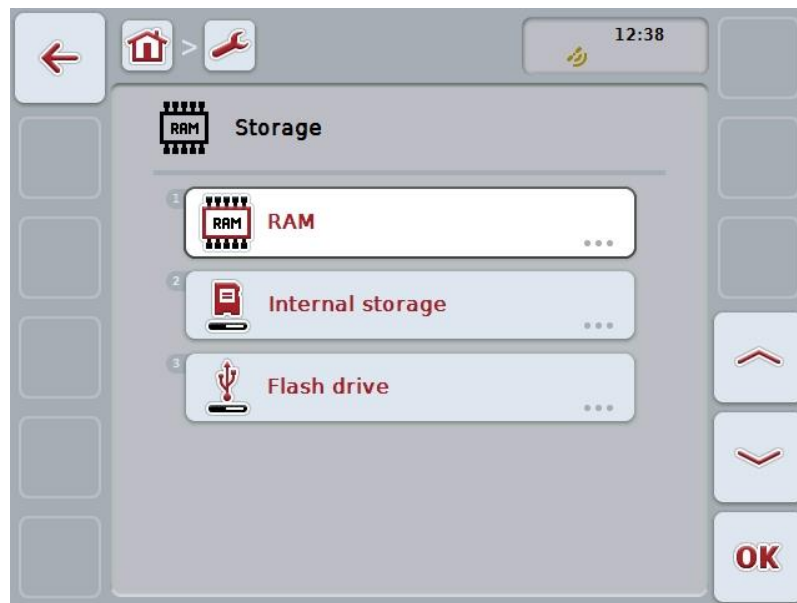 >
12:38
RAM
Storage
1
RAM
RAM
...
2
Internal storage
...
3
Flash drive
...
OK